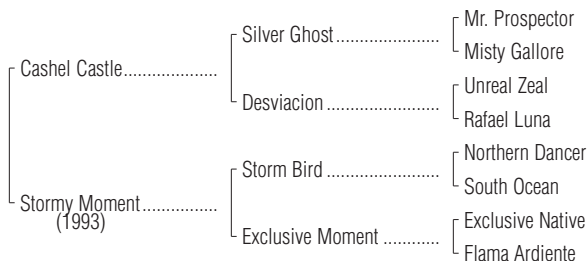 Mr. Prospector
Silver Ghost......................
Misty Gallore
Cashel Castle....................
Unreal Zeal
Desviacion ........................
Rafael Luna
Northern Dancer
Storm Bird .........................
South Ocean
Stormy Moment................
(1993)
Exclusive Native
Exclusive Moment ............
Flama Ardiente